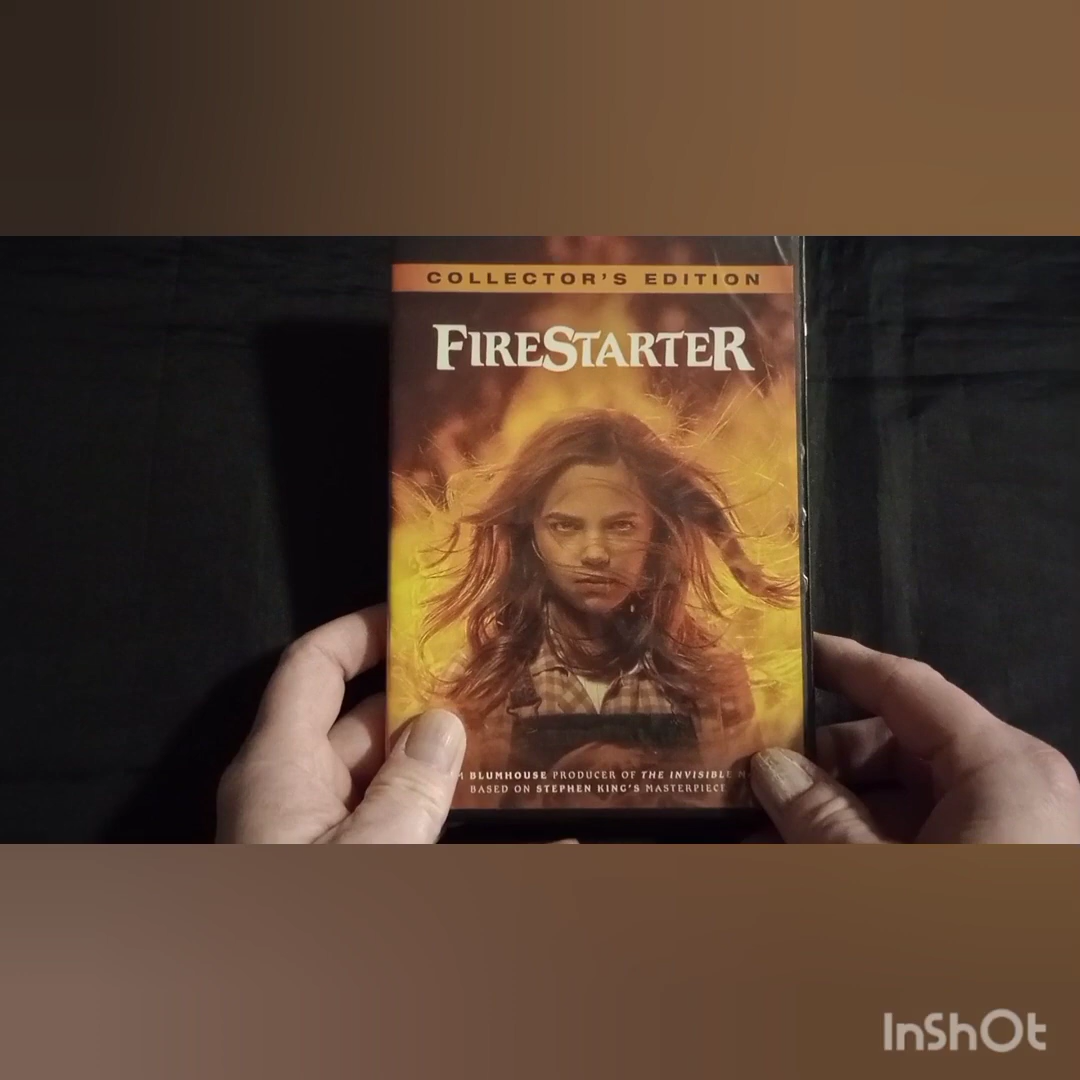 COLLECTOR'S EDITION
FIRESTARTER
BLUMHOUSE PRODUCER OF THE INVISIBLE
BASED ON STEPHEN KING'S MASTERPIECE
InShOt